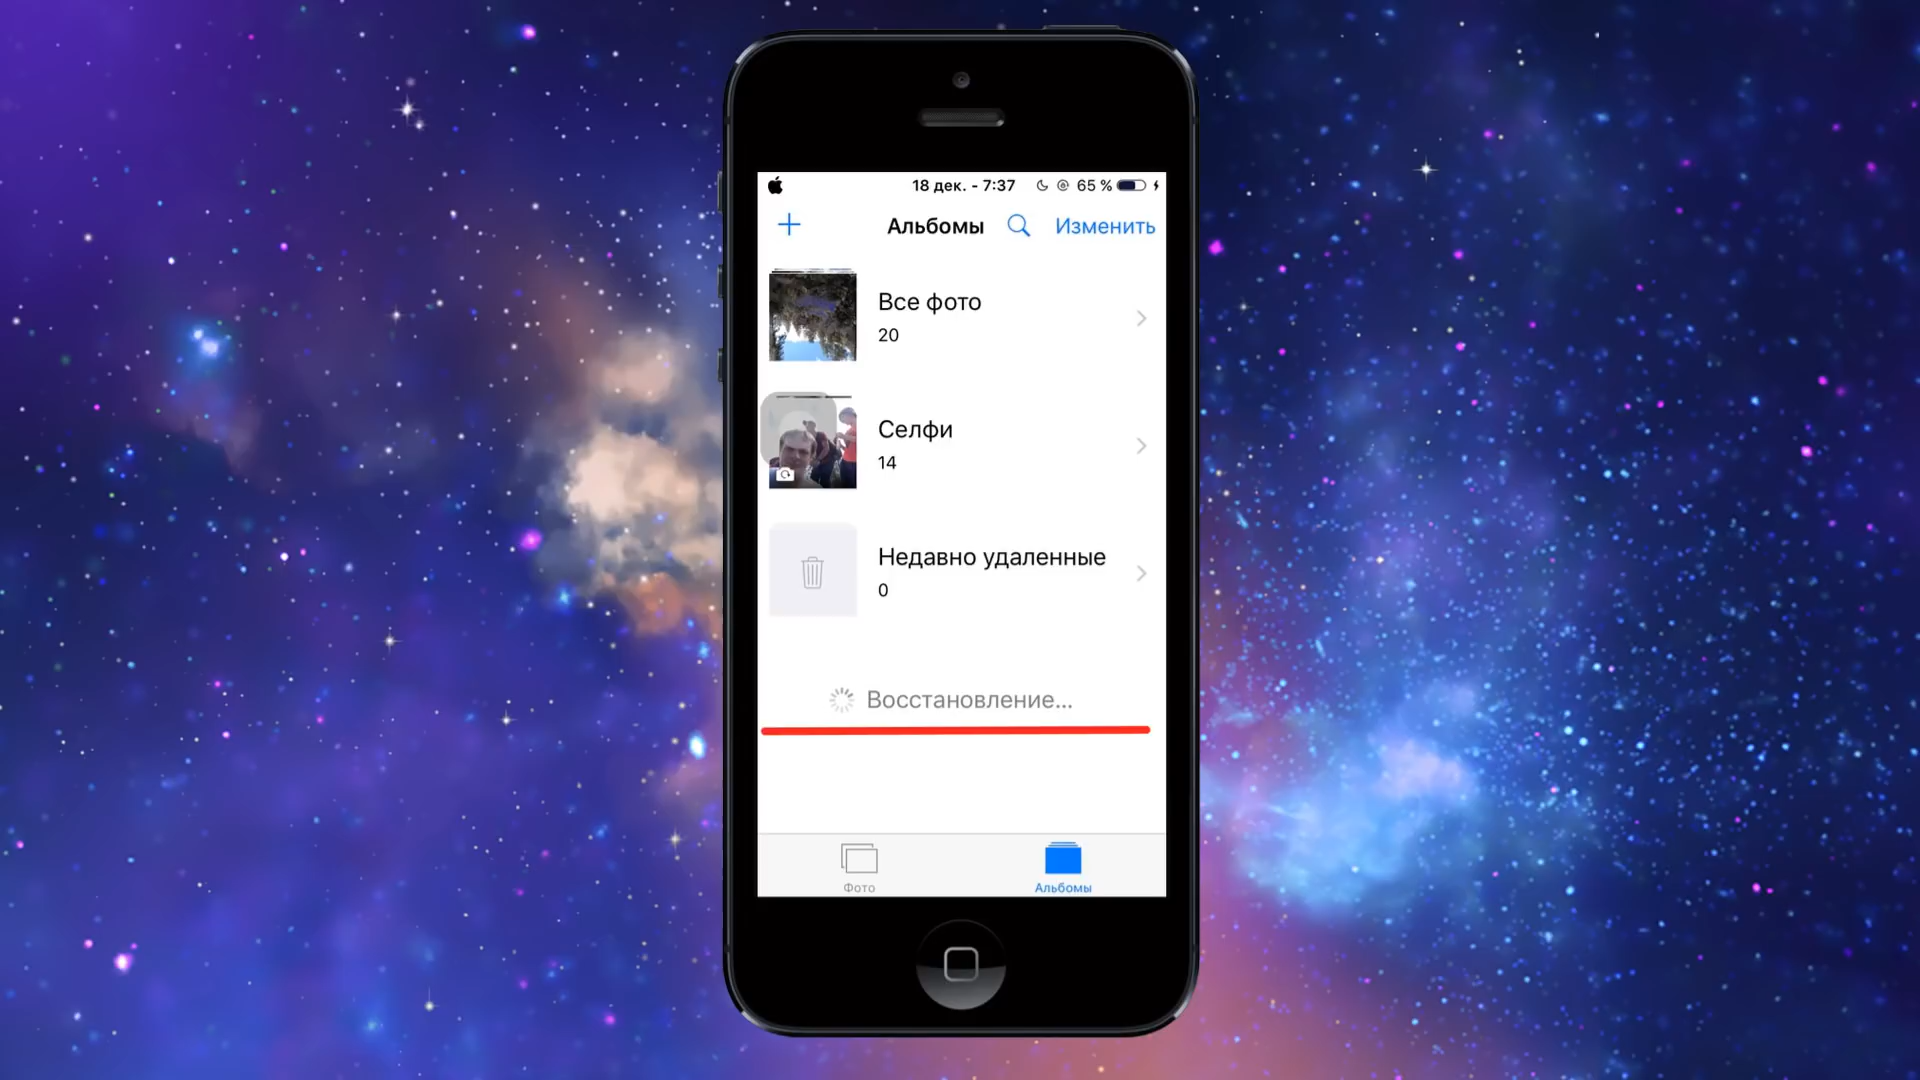 18 дек. - 7:37 65 %
Альбомы Изменить
Все фото
20
Селфи
14
Недавно удаленные
0
Восстановление...
Фото Альбомы